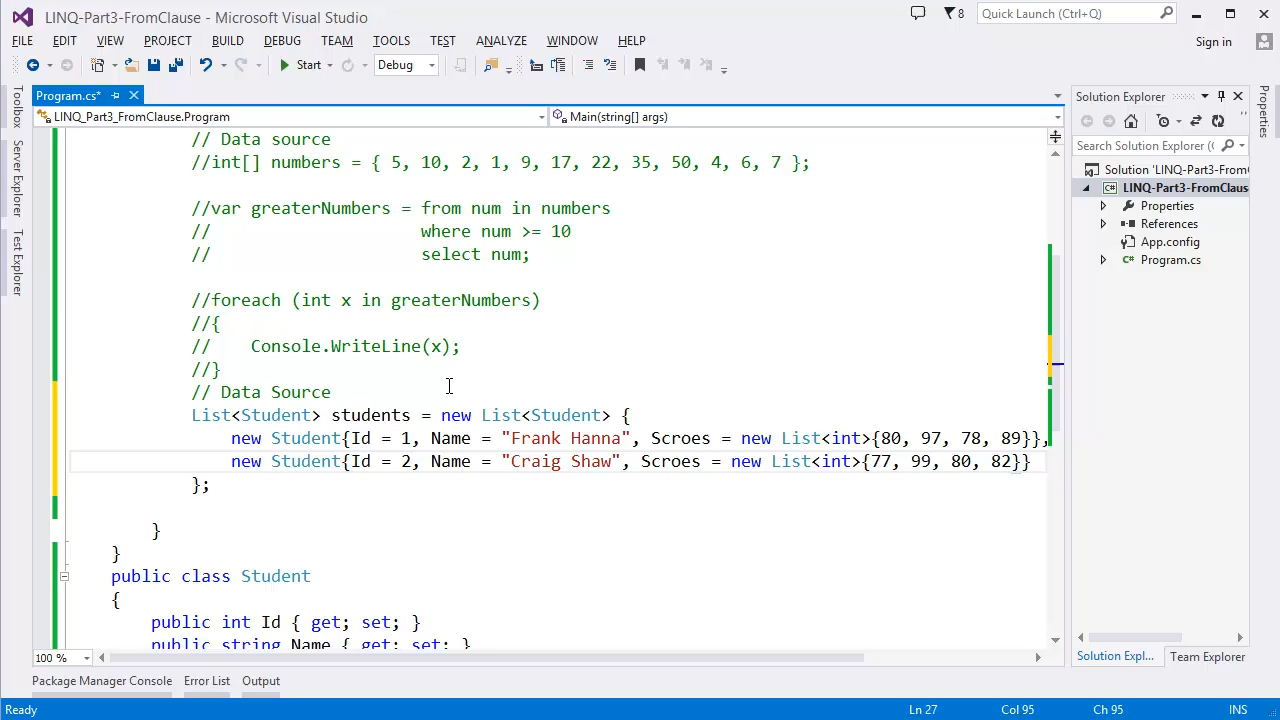 LINQ-Part3-FromClause - Microsoft Visual Studio
8
Quick Launch (Ctrl+Q)
FILE EDIT VIEW PROJECT BUILD DEBUG TEAM TOOLS TEST ANALYZE WINDOW HELP
Sign in
Start
Debug
Toolbox
Server Explorer
Test Explorer
Program.cs*
LINQ_Part3_FromClause.Program
Main(string[] args)
// Data source
//int[] numbers = { 5, 10, 2, 1, 9, 17, 22, 35, 50, 4, 6, 7 };
//var greaterNumbers = from num in numbers
// where num >= 10
// select num;
//foreach (int x in greaterNumbers)
//{
// Console.WriteLine(x);
//}
// Data Source
List<Student> students = new List<Student> {
new Student{Id = 1, Name = "Frank Hanna", Scroes = new List<int>{80, 97, 78, 89}},
new Student{Id = 2, Name = "Craig Shaw", Scroes = new List<int>{77, 99, 80, 82}}
};
}
}
public class Student
{
public int Id { get; set; }
public string Name { get; set; }
100 %
Solution Explorer
Search Solution Explorer (
Solution 'LINQ-Part3-From
LINQ-Part3-FromClaus
Properties
References
App.config
Program.cs
Solution Expl...
Team Explorer
Properties
Package Manager Console
Error List
Output
Ready
Ln 27
Col 95
Ch 95
INS